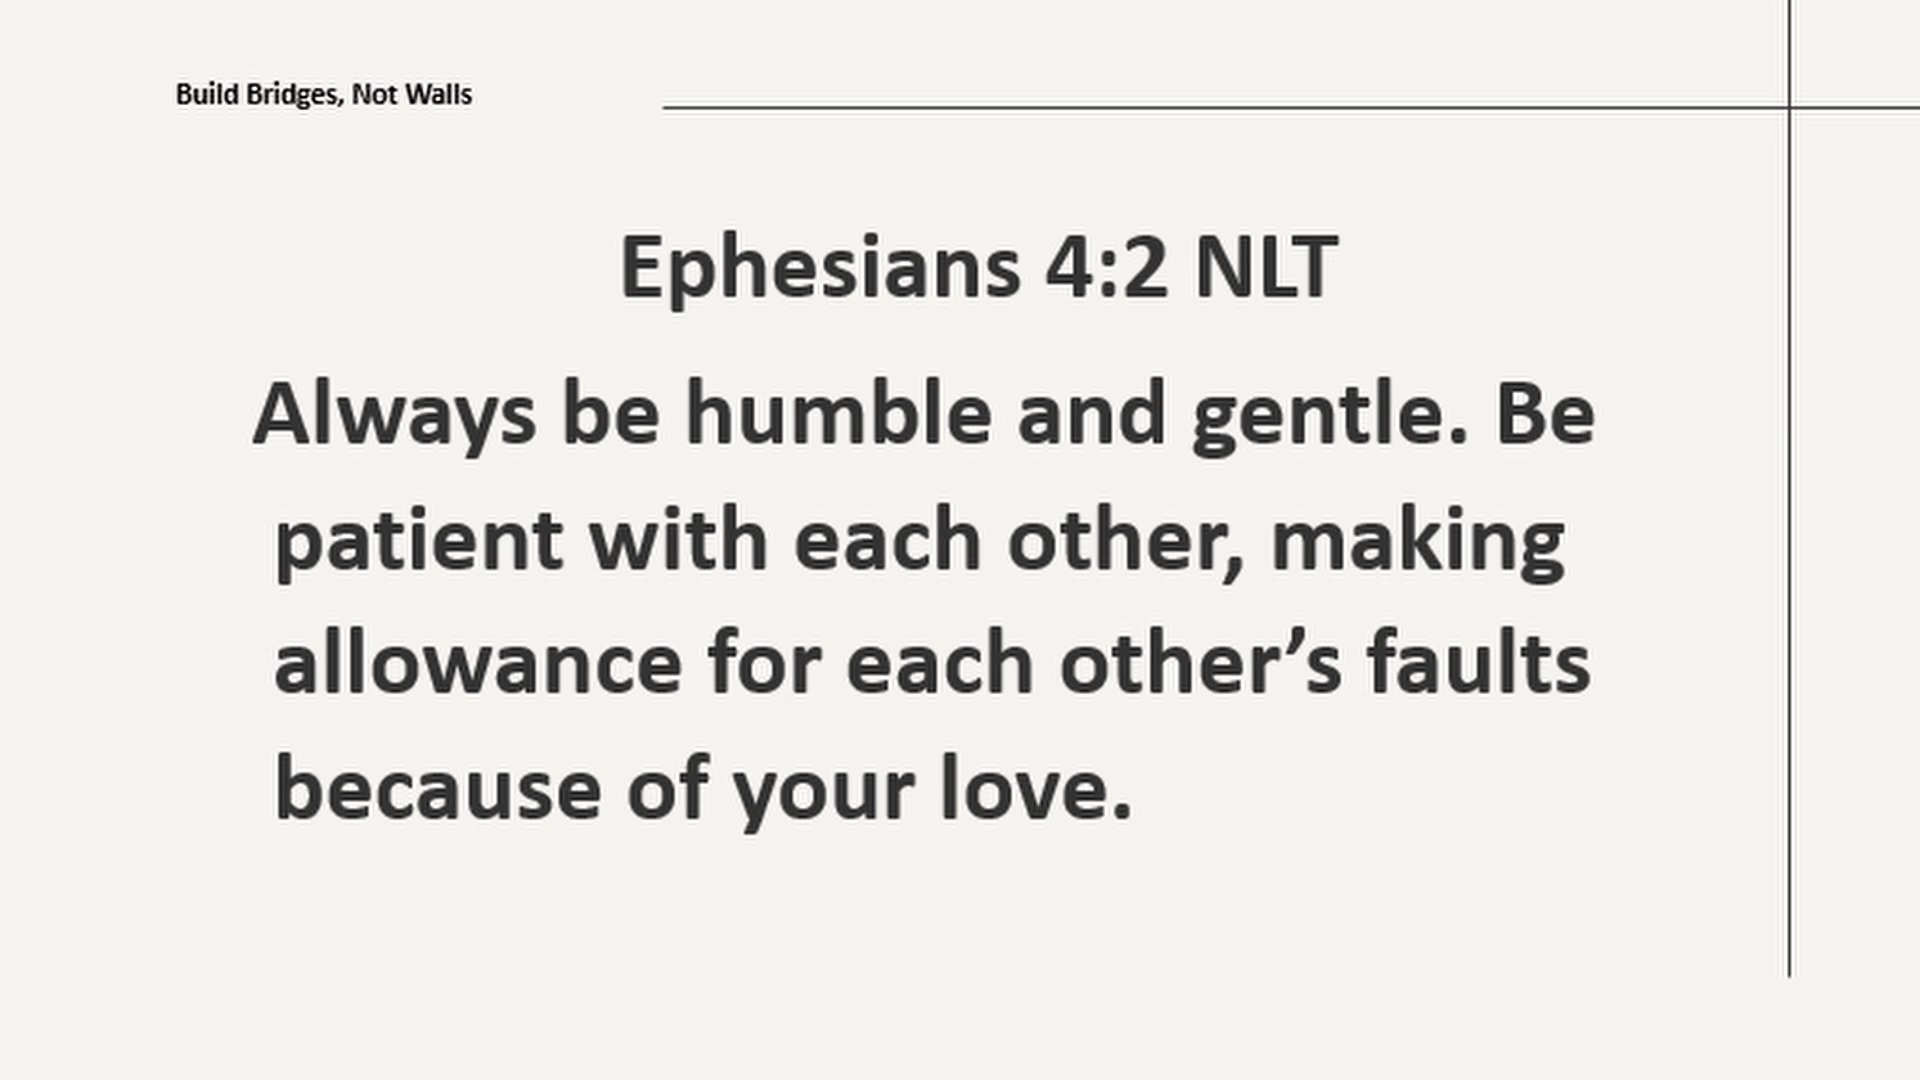 Build Bridges, Not Walls
Ephesians 4:2 NLT
Always be humble and gentle. Be
patient with each other, making
allowance for each other’s faults
because of your love.